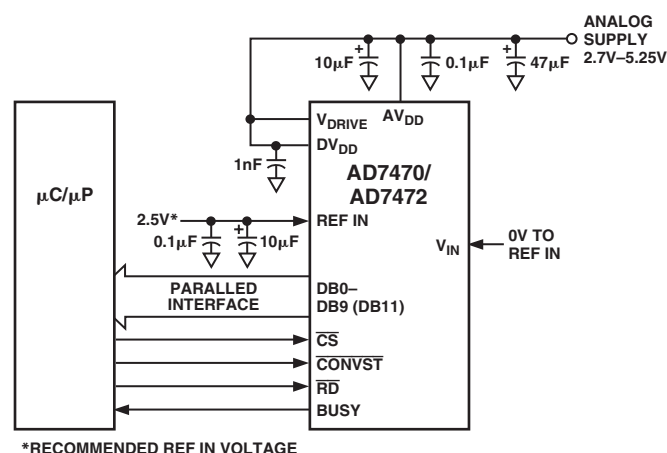 ANALOG
SUPPLY
2.7V–5.25V
10µF
+
0.1µF
+
47µF
V_DRIVE
AV_DD
DV_DD
1nF
AD7470/
AD7472
µC/µP
2.5V*
REF IN
0.1µF
+
10µF
V_IN
0V TO
REF IN
PARALLED
INTERFACE
DB0–
DB9 (DB11)
CS
CONVST
RD
BUSY
*RECOMMENDED REF IN VOLTAGE